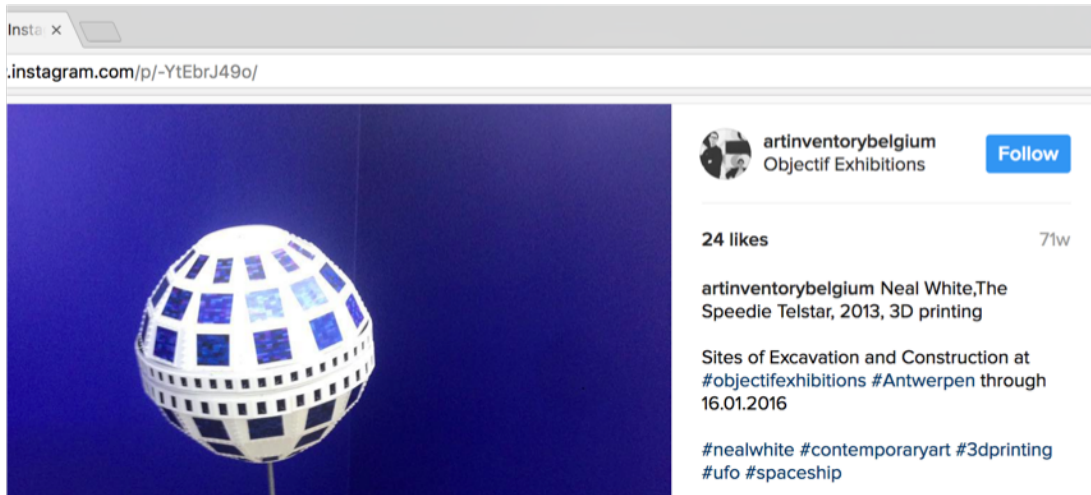 Insta
.instagram.com/p/-YtEbrJ49o/
artinventorybelgium
Objectif Exhibitions
Follow
24 likes
71w
artinventorybelgium Neal White,The
Speedie Telstar, 2013, 3D printing
Sites of Excavation and Construction at
#objectifexhibitions #Antwerpen through
16.01.2016
#nealwhite #contemporaryart #3dprinting
#ufo #spaceship